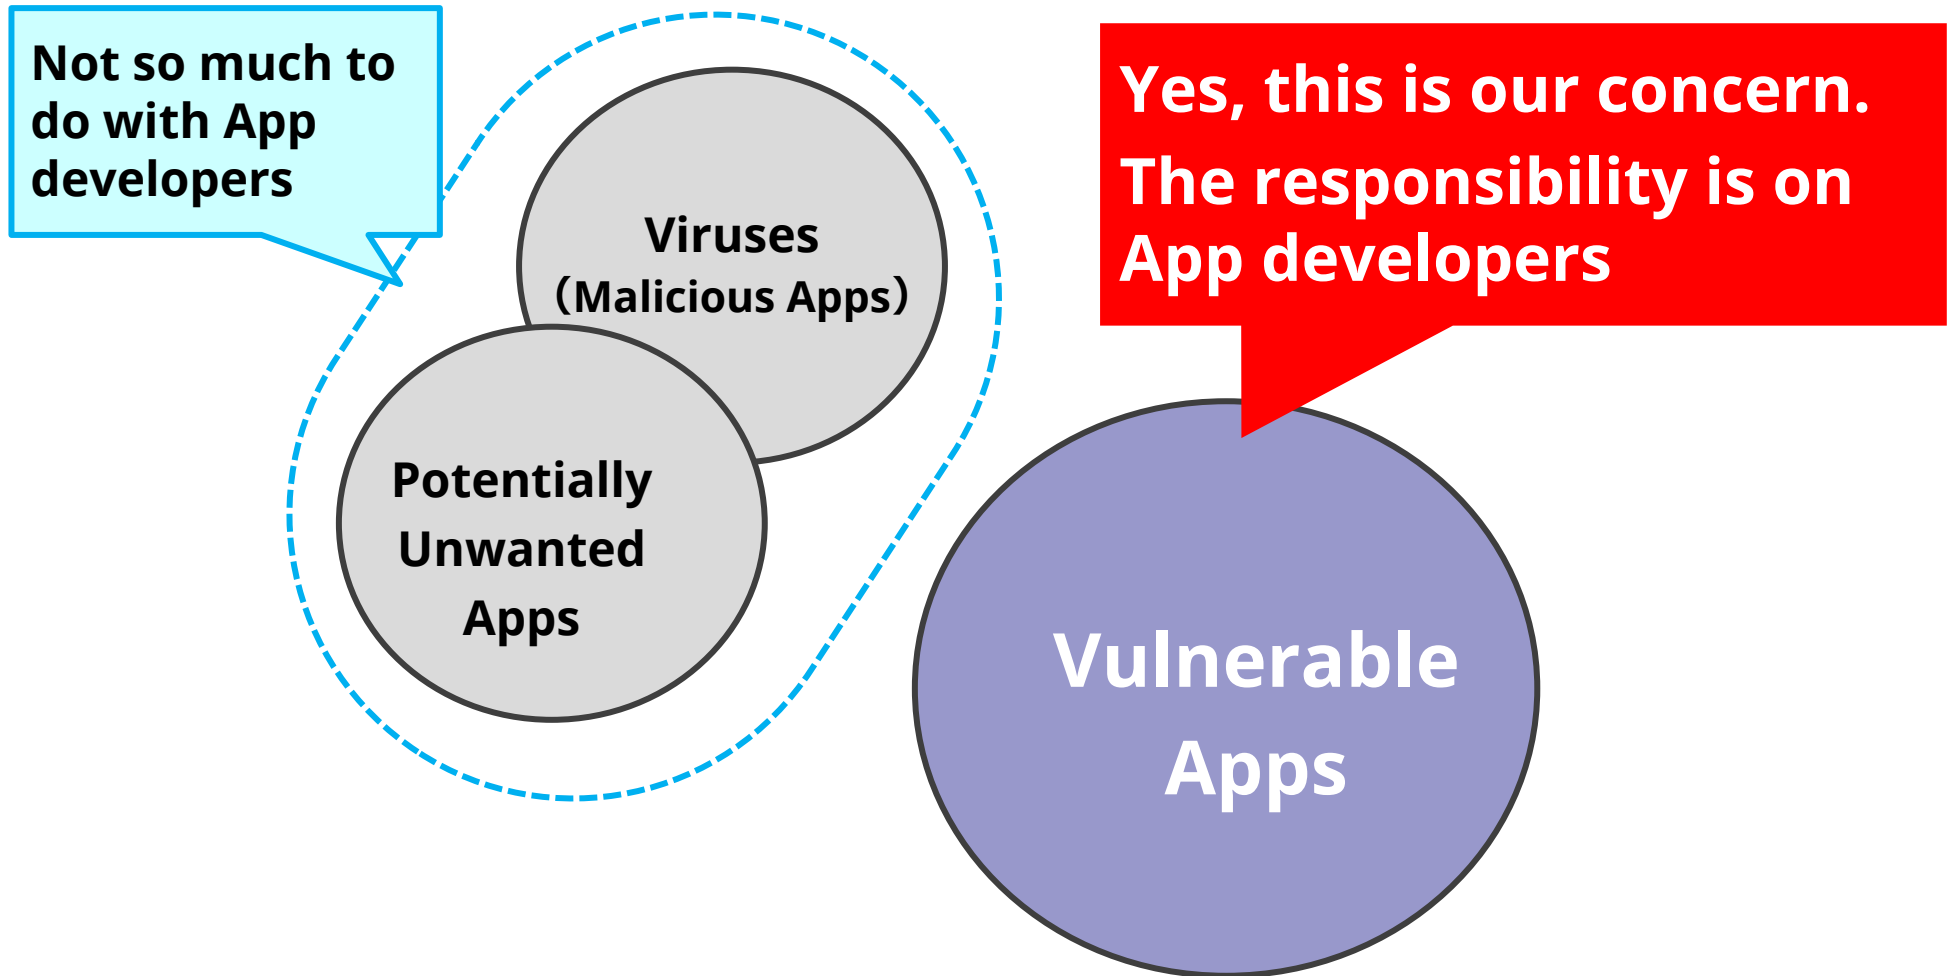 Not so much to
do with App
developers
Yes, this is our concern.
The responsibility is on
App developers
Viruses
（Malicious Apps）
Potentially
Unwanted
Apps
Vulnerable
Apps